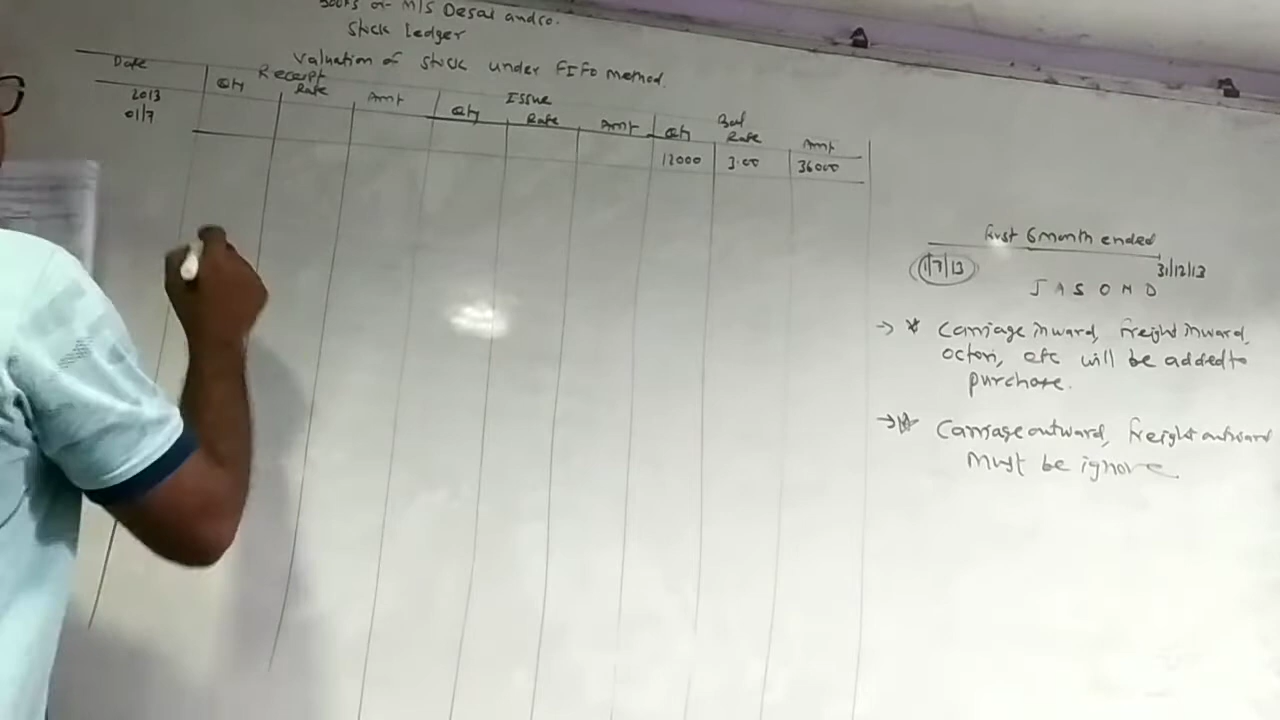 Books of M/S Desai and co.
Stock Ledger
Valuation of stock under FIFO method.
Date Receipt Issue Bal
Qty Rate Amt Qty Rate Amt Qty Rate Amt
2013
01/7 12000 3.00 36000
first 6 month ended
1/7/13 31/12/13
J A S O N D
→ * Carriage inward, freight inward,
octori, etc will be added to
purchase.
→ * Carriage outward, freight outward
must be ignore